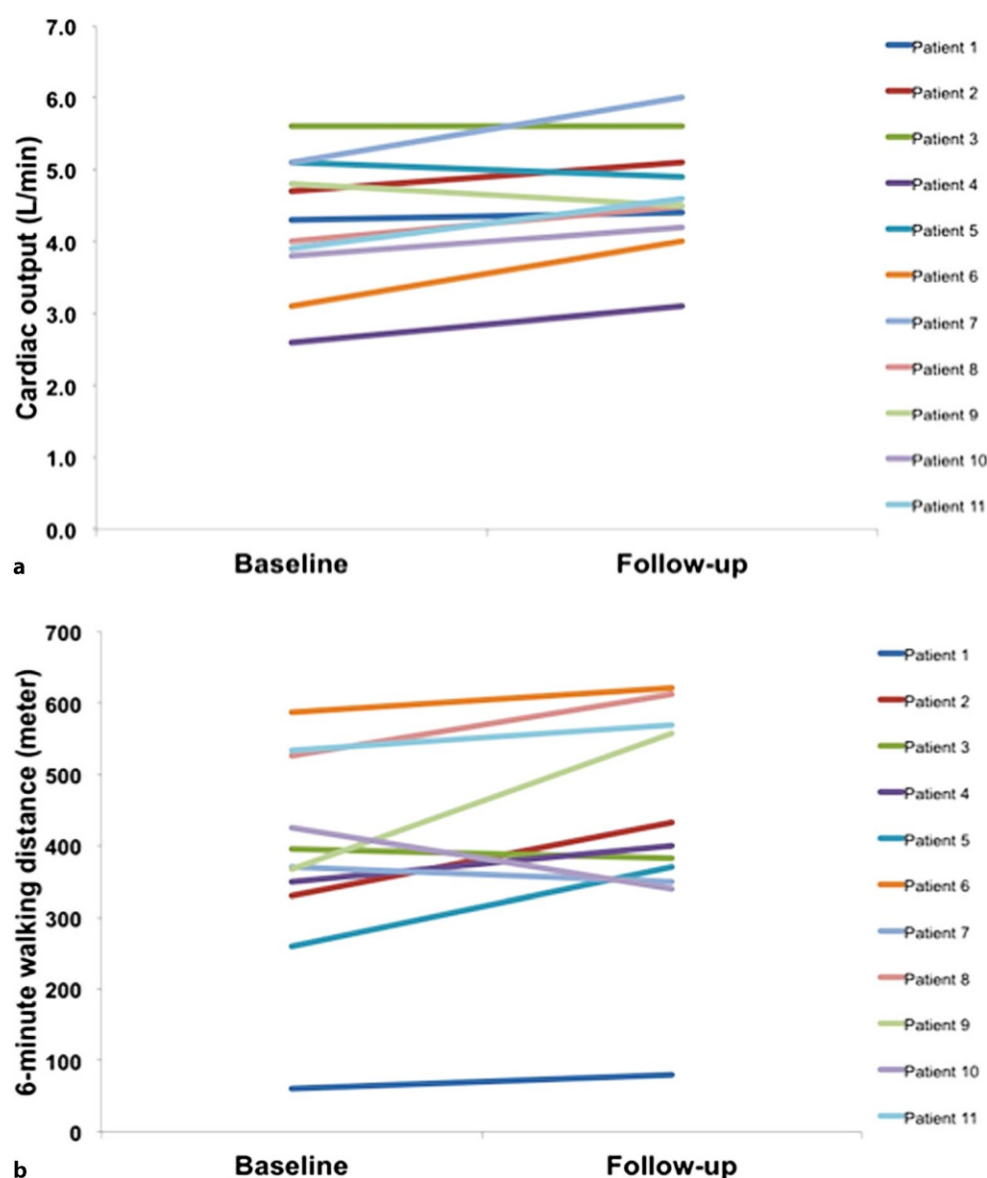 7.0
6.0
5.0
4.0
3.0
2.0
1.0
0.0
Cardiac output (L/min)
Baseline
Follow-up
Patient 1
Patient 2
Patient 3
Patient 4
Patient 5
Patient 6
Patient 7
Patient 8
Patient 9
Patient 10
Patient 11
a
700
600
500
400
300
200
100
0
6-minute walking distance (meter)
Baseline
Follow-up
Patient 1
Patient 2
Patient 3
Patient 4
Patient 5
Patient 6
Patient 7
Patient 8
Patient 9
Patient 10
Patient 11
b